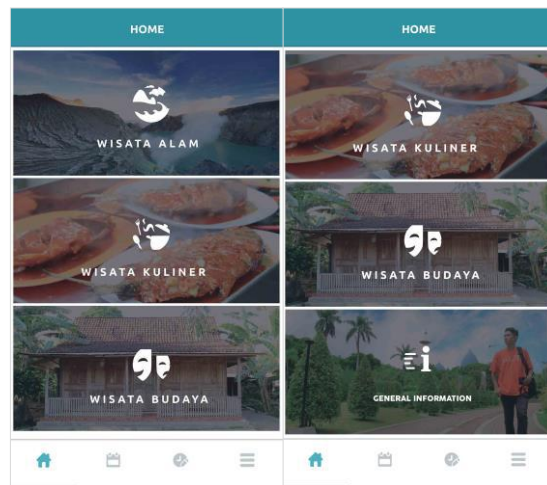 HOME
WISATA ALAM
WISATA KULINER
WISATA BUDAYA
HOME
WISATA KULINER
WISATA BUDAYA
GENERAL INFORMATION